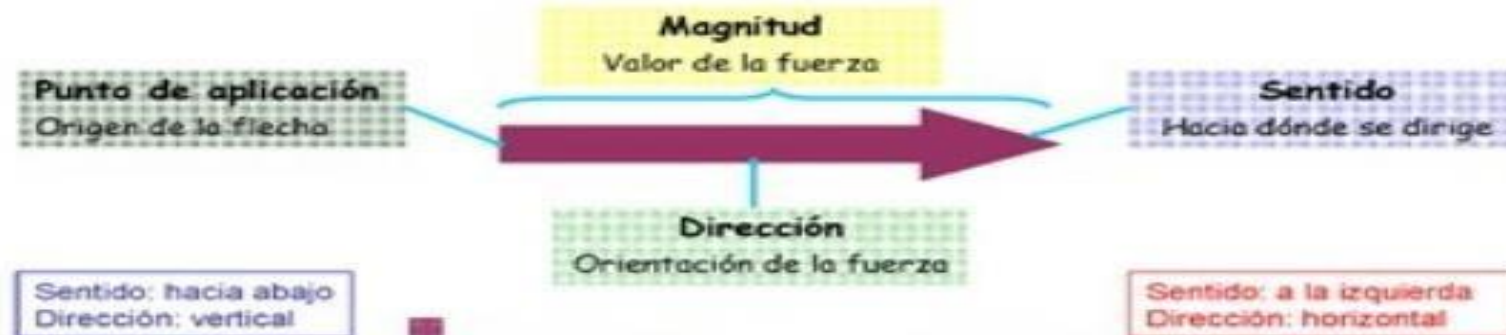 Magnitud
Valor de la fuerza
Punto de aplicación
Origen de la flecha
Sentido
Hacia dónde se dirige
Dirección
Orientación de la fuerza
Sentido: hacia abajo
Dirección: vertical
Sentido: a la izquierda
Dirección: horizontal